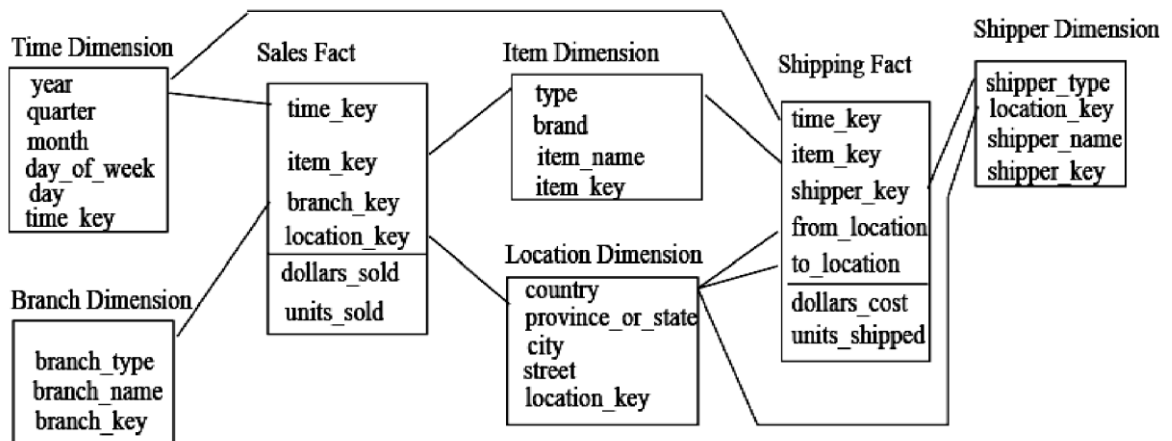 Time Dimension
year
quarter
month
day_of_week
day
time_key
Branch Dimension
branch_type
branch_name
branch_key
Sales Fact
time_key
item_key
branch_key
location_key
dollars_sold
units_sold
Item Dimension
type
brand
item_name
item_key
Location Dimension
country
province_or_state
city
street
location_key
Shipping Fact
time_key
item_key
shipper_key
from_location
to_location
dollars_cost
units_shipped
Shipper Dimension
shipper_type
location_key
shipper_name
shipper_key